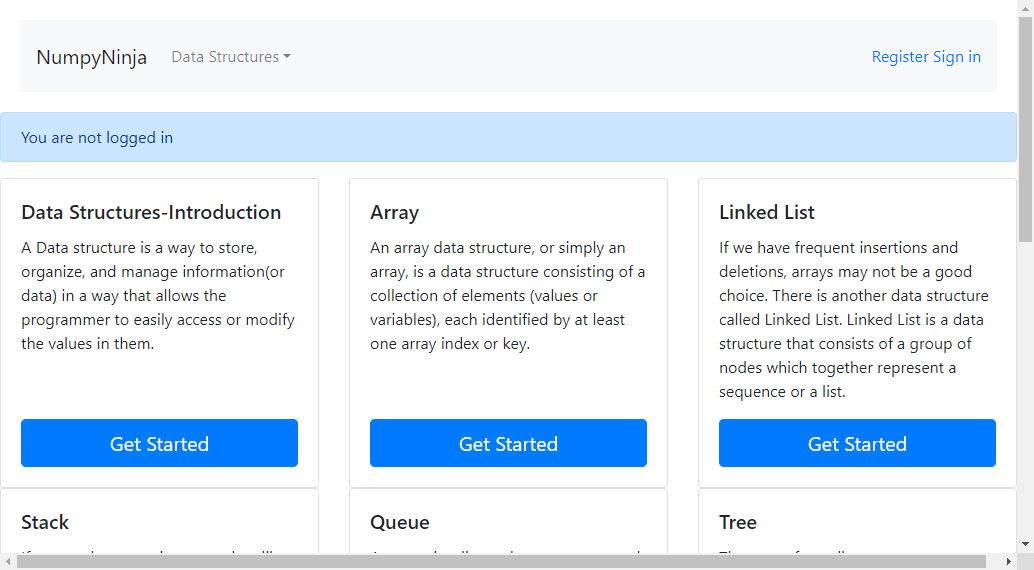 NumpyNinja Data Structures Register Sign in
You are not logged in
Data Structures-Introduction
A Data structure is a way to store,
organize, and manage information(or
data) in a way that allows the
programmer to easily access or modify
the values in them.
Get Started
Array
An array data structure, or simply an
array, is a data structure consisting of a
collection of elements (values or
variables), each identified by at least
one array index or key.
Get Started
Linked List
If we have frequent insertions and
deletions, arrays may not be a good
choice. There is another data structure
called Linked List. Linked List is a data
structure that consists of a group of
nodes which together represent a
sequence or a list.
Get Started
Stack
Queue
Tree